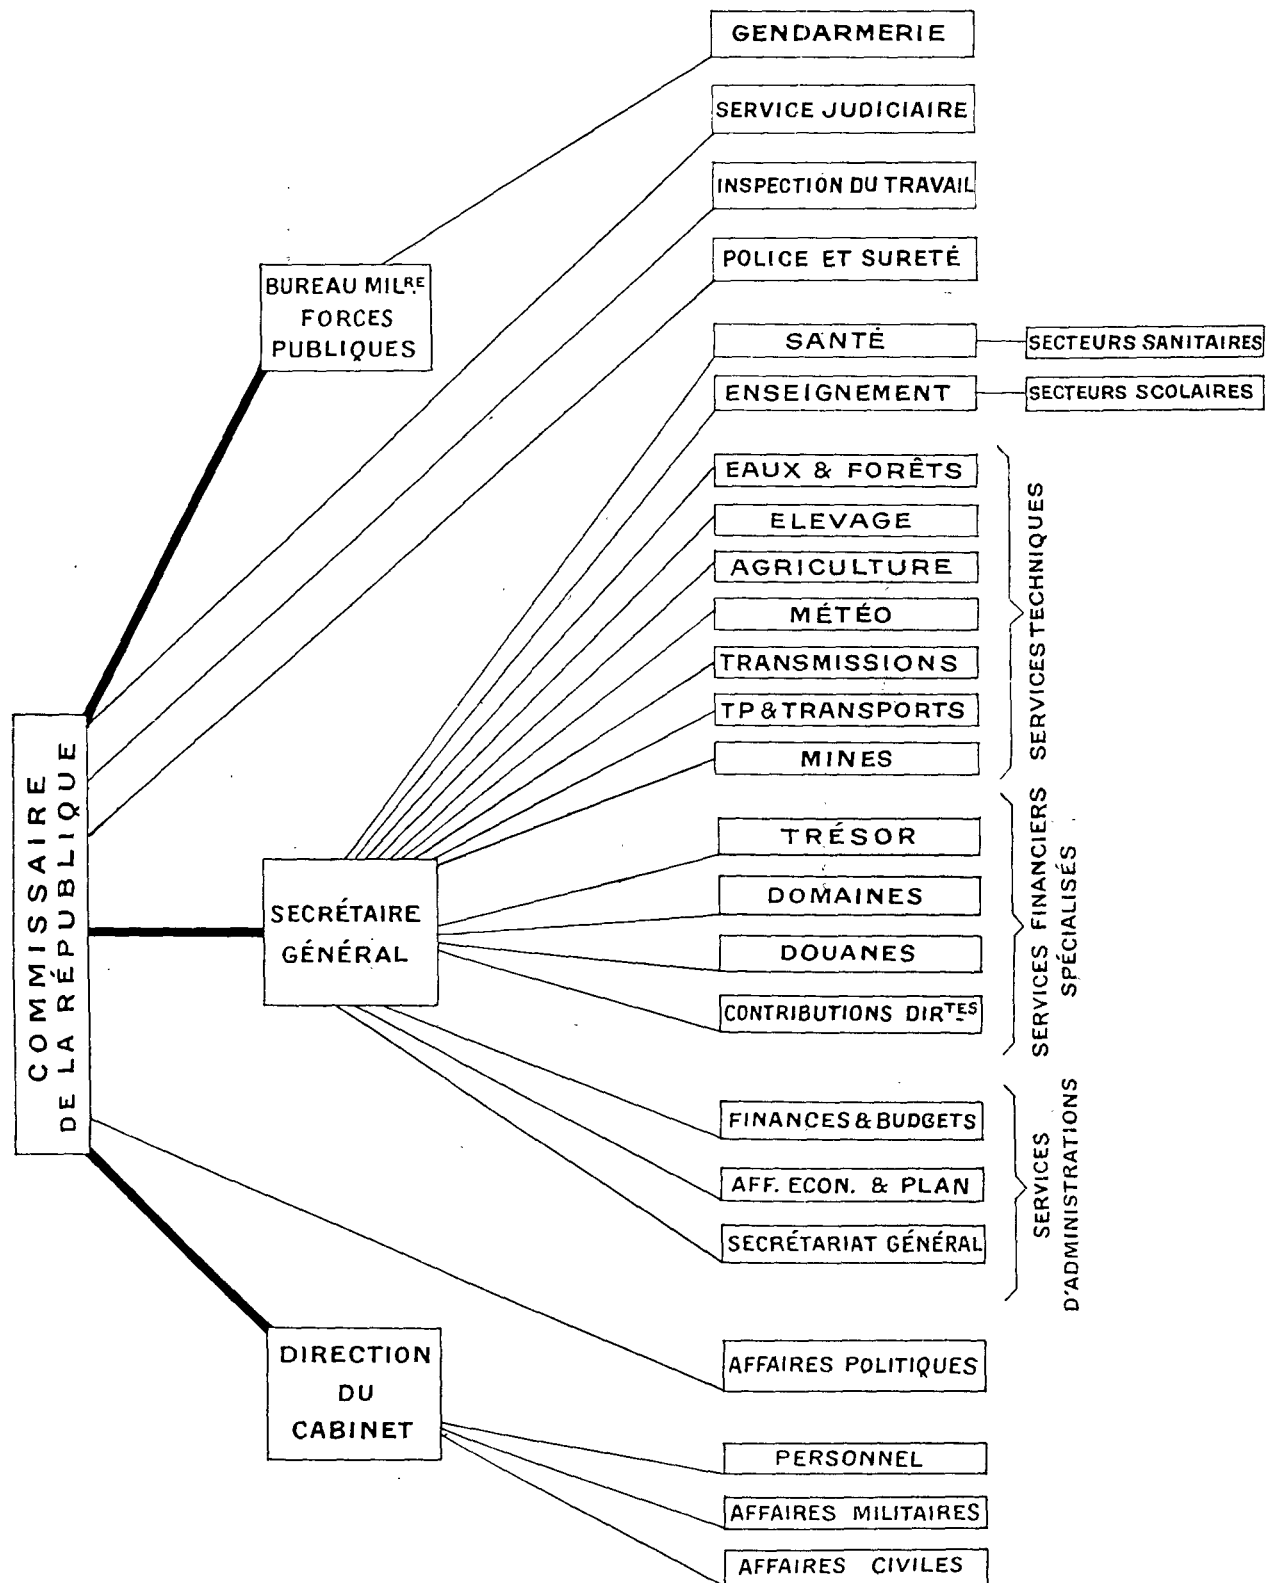 GENDARMERIE
SERVICE JUDICIAIRE
INSPECTION DU TRAVAIL
POLICE ET SURETÉ
BUREAU MILRE
FORCES
PUBLIQUES
SANTÉ
SECTEURS SANITAIRES
ENSEIGNEMENT
SECTEURS SCOLAIRES
EAUX & FORÊTS
ELEVAGE
AGRICULTURE
MÉTÉO
TRANSMISSIONS
TP & TRANSPORTS
MINES
SERVICES TECHNIQUES
COMMISSAIRE
DE LA RÉPUBLIQUE
SECRÉTAIRE
GÉNÉRAL
TRÉSOR
DOMAINES
DOUANES
CONTRIBUTIONS DIRTES
SERVICES FINANCIERS
SPÉCIALISÉS
FINANCES & BUDGETS
AFF. ECON. & PLAN
SECRÉTARIAT GÉNÉRAL
SERVICES
D'ADMINISTRATIONS
DIRECTION
DU
CABINET
AFFAIRES POLITIQUES
PERSONNEL
AFFAIRES MILITAIRES
AFFAIRES CIVILES